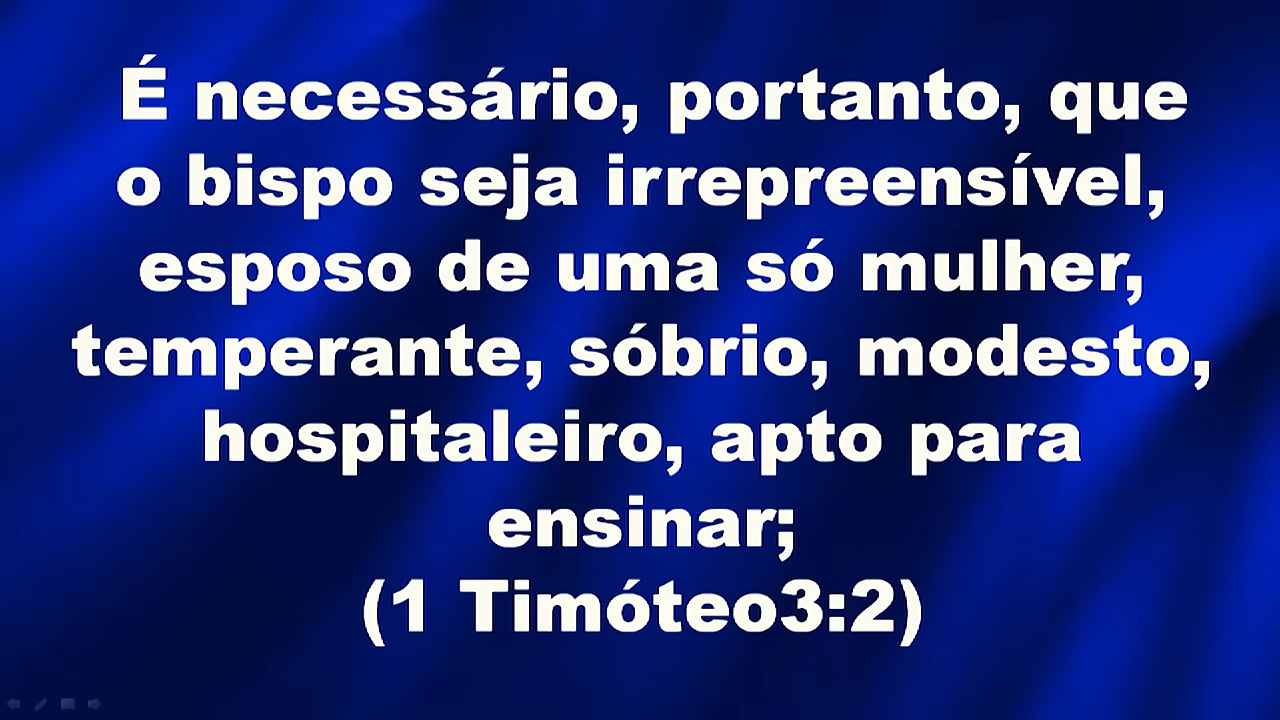 É necessário, portanto, que
o bispo seja irrepreensível,
esposo de uma só mulher,
temperante, sóbrio, modesto,
hospitaleiro, apto para
ensinar;
(1 Timóteo3:2)